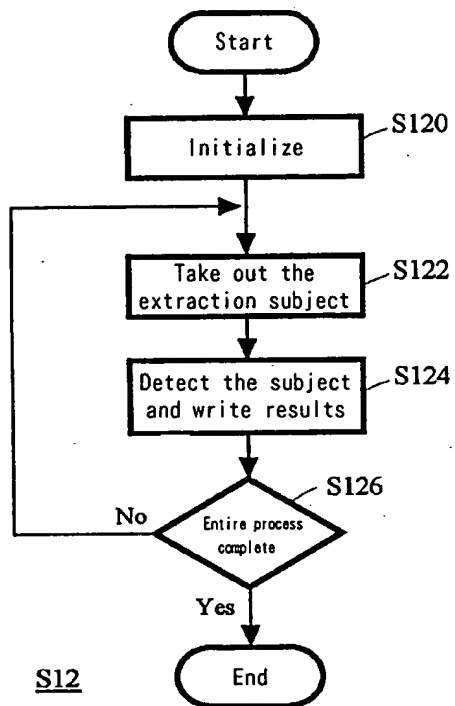 Start
Initialize
S120
Take out the
extraction subject
S122
Detect the subject
and write results
S124
S126
Entire process
complete
No
Yes
End
S12